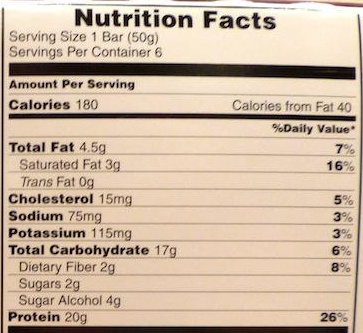 Nutrition Facts
Serving Size 1 Bar (50g)
Servings Per Container 6
Amount Per Serving
Calories 180 Calories from Fat 40
%Daily Value*
Total Fat 4.5g 7%
Saturated Fat 3g 16%
Trans Fat 0g
Cholesterol 15mg 5%
Sodium 75mg 3%
Potassium 115mg 3%
Total Carbohydrate 17g 6%
Dietary Fiber 2g 8%
Sugars 2g
Sugar Alcohol 4g
Protein 20g 26%